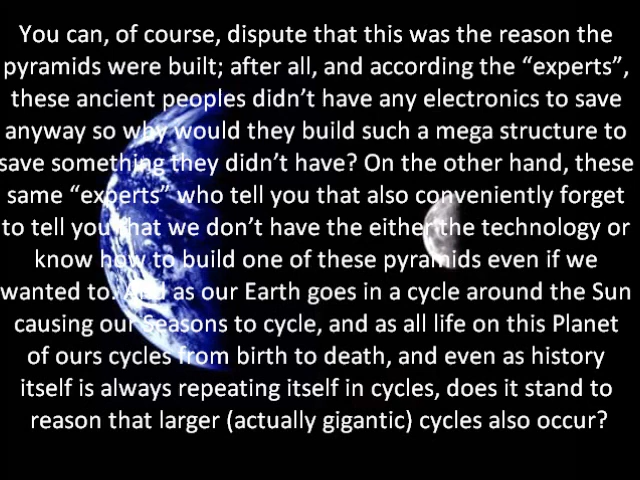 You can, of course, dispute that this was the reason the
pyramids were built; after all, and according the “experts”,
these ancient peoples didn’t have any electronics to save
anyway so why would they build such a mega structure to
save something they didn’t have? On the other hand, these
same “experts” who tell you that also conveniently forget
to tell you that we don’t have the either the technology or
know how to build one of these pyramids even if we
wanted to. And as our Earth goes in a cycle around the Sun
causing our Seasons to cycle, and as all life on this Planet
of ours cycles from birth to death, and even as history
itself is always repeating itself in cycles, does it stand to
reason that larger (actually gigantic) cycles also occur?